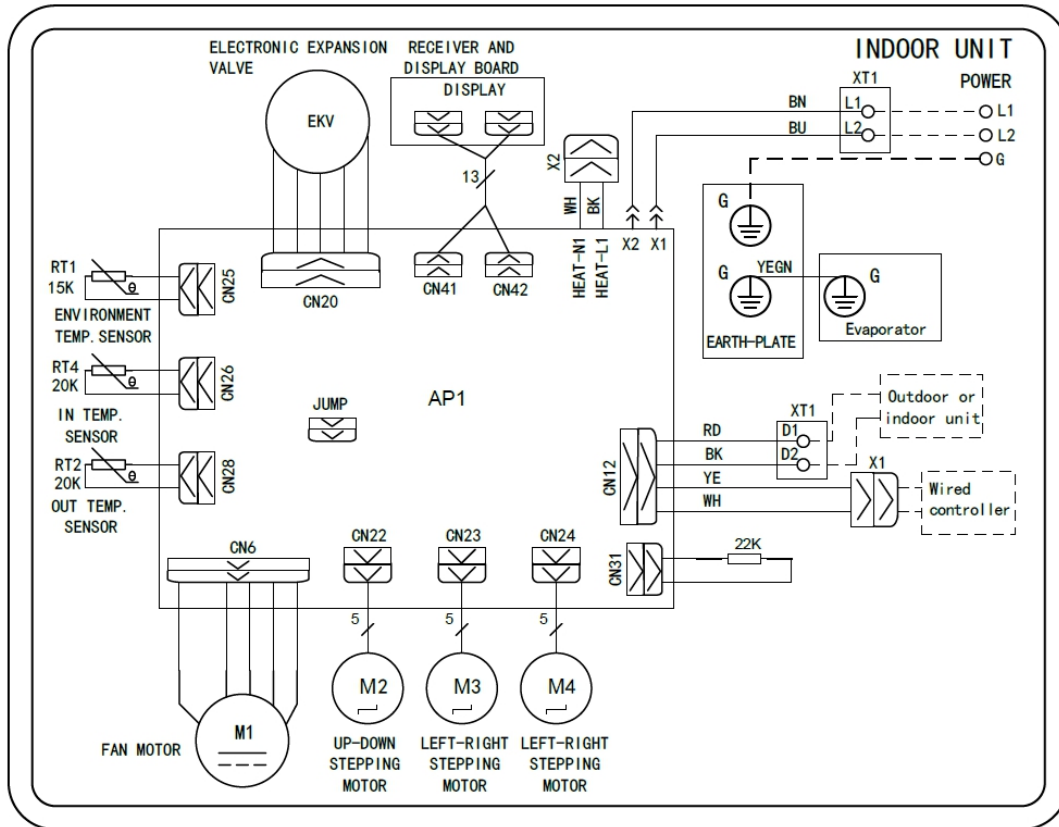 INDOOR UNIT
ELECTRONIC EXPANSION
VALVE
RECEIVER AND
DISPLAY BOARD
DISPLAY
EKV
XT1
POWER
BN
L1
L1
BU
L2
L2
G
X2
13
WH
BK
HEAT-N1
HEAT-L1
X2
X1
G
G
YEGN
G
EARTH-PLATE
Evaporator
RT1
15K
θ
CN25
ENVIRONMENT
TEMP. SENSOR
CN20
CN41
CN42
RT4
20K
θ
CN26
IN TEMP.
SENSOR
JUMP
AP1
RT2
20K
θ
CN28
OUT TEMP.
SENSOR
XT1
Outdoor or
indoor unit
RD
D1
BK
D2
CN12
YE
WH
X1
Wired
controller
CN6
CN22
CN23
CN24
CN31
22K
5
5
5
M1
M2
M3
M4
FAN MOTOR
UP-DOWN
STEPPING
MOTOR
LEFT-RIGHT
STEPPING
MOTOR
LEFT-RIGHT
STEPPING
MOTOR